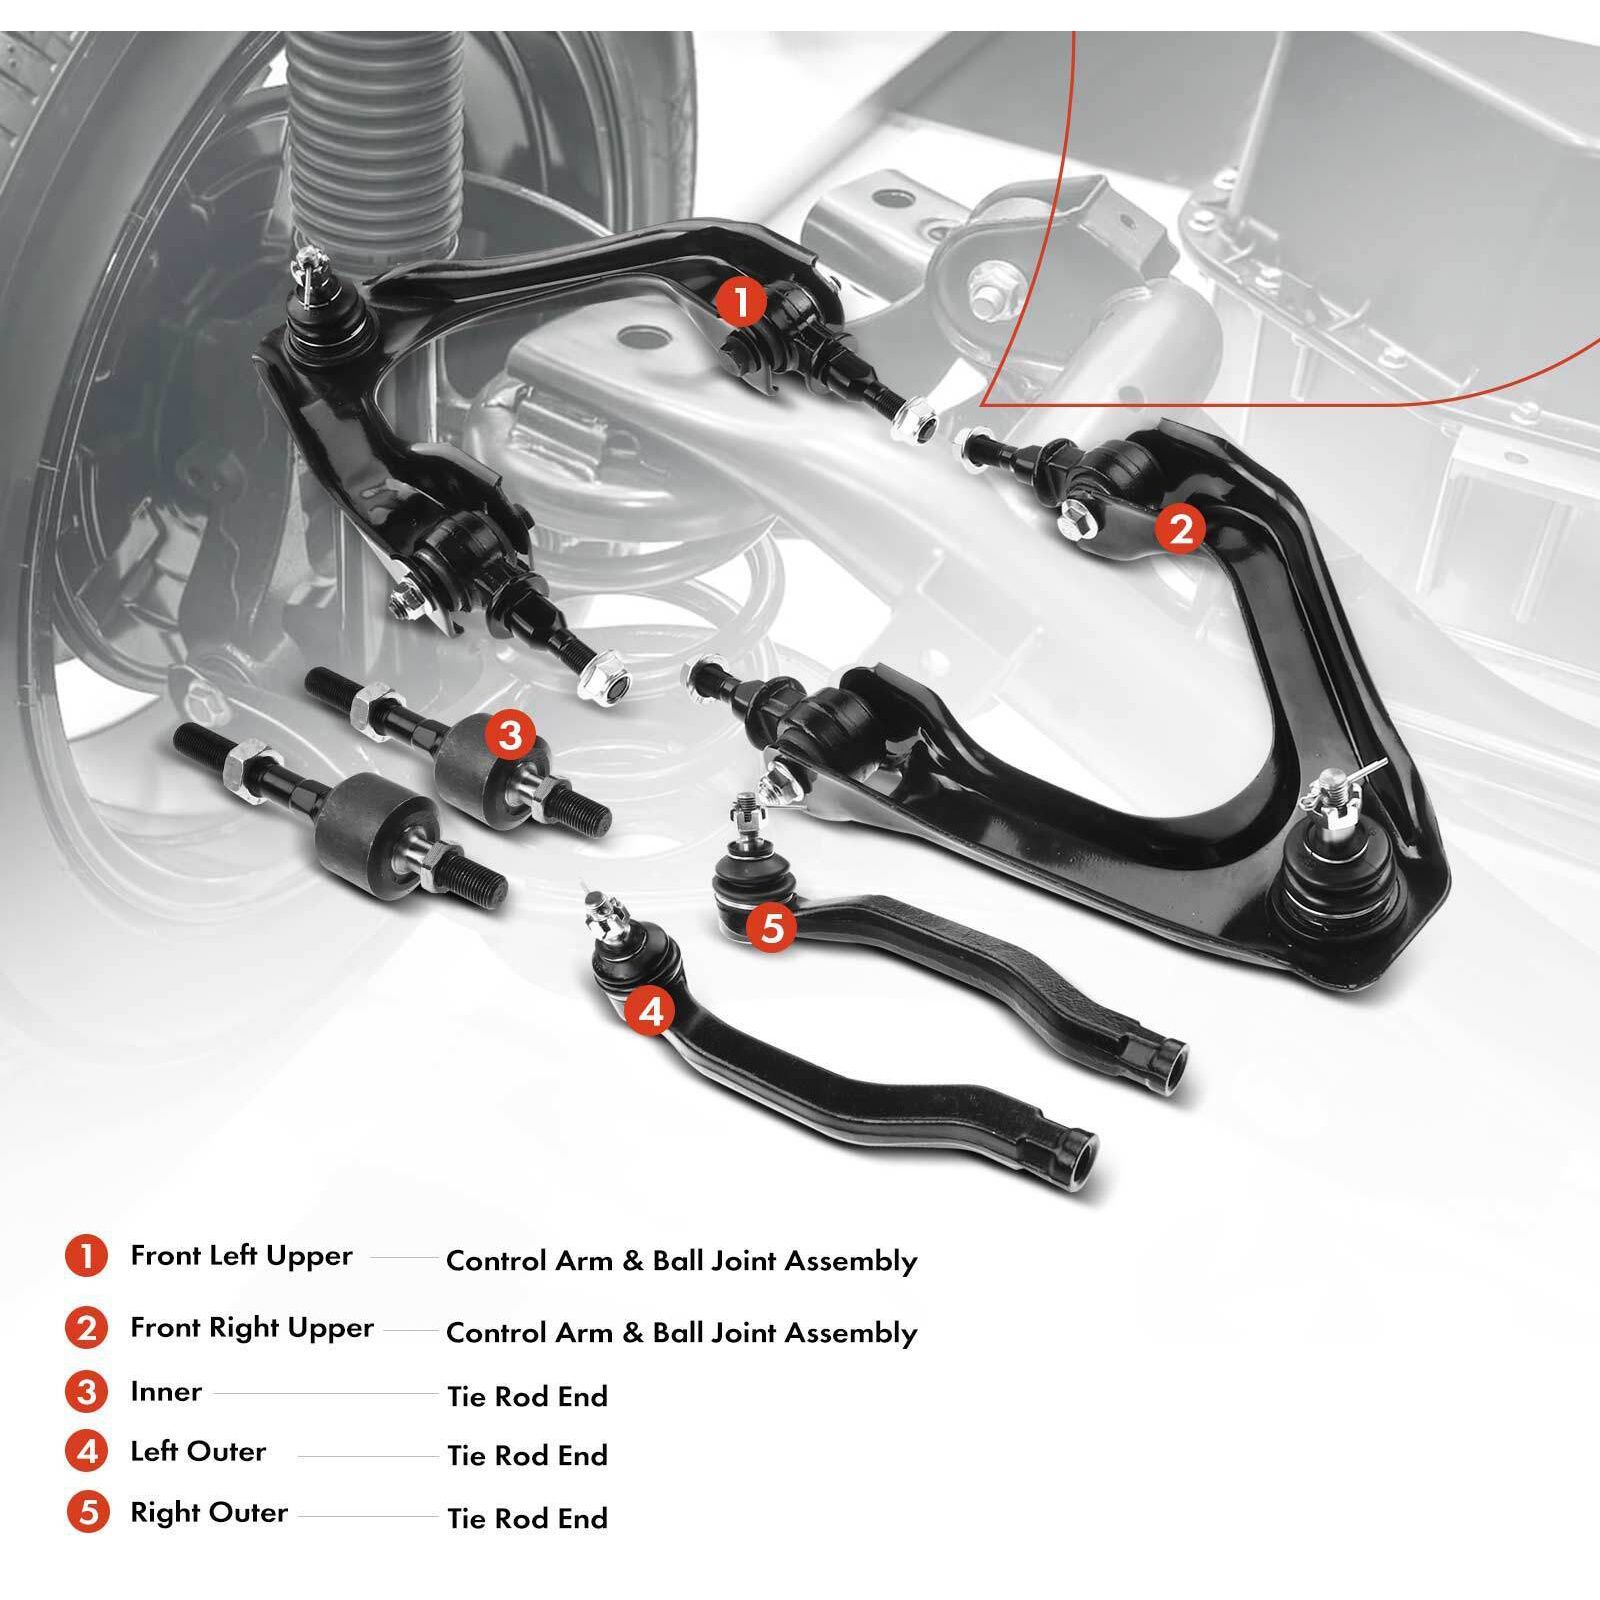 1
2
3
5
4
1 Front Left Upper Control Arm & Ball Joint Assembly
2 Front Right Upper Control Arm & Ball Joint Assembly
3 Inner Tie Rod End
4 Left Outer Tie Rod End
5 Right Outer Tie Rod End